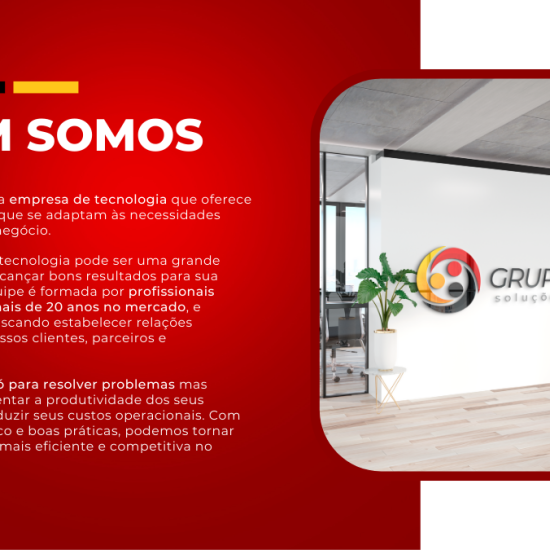 M SOMOS
a empresa de tecnologia que oferece
que se adaptam às necessidades
negócio.
tecnologia pode ser uma grande
cançar bons resultados para sua
uipe é formada por profissionais
nais de 20 anos no mercado, e
scando estabelecer relações
ssos clientes, parceiros e
ó para resolver problemas mas
entar a produtividade dos seus
duzir seus custos operacionais. Com
co e boas práticas, podemos tornar
mais eficiente e competitiva no
GRUP
soluçõ